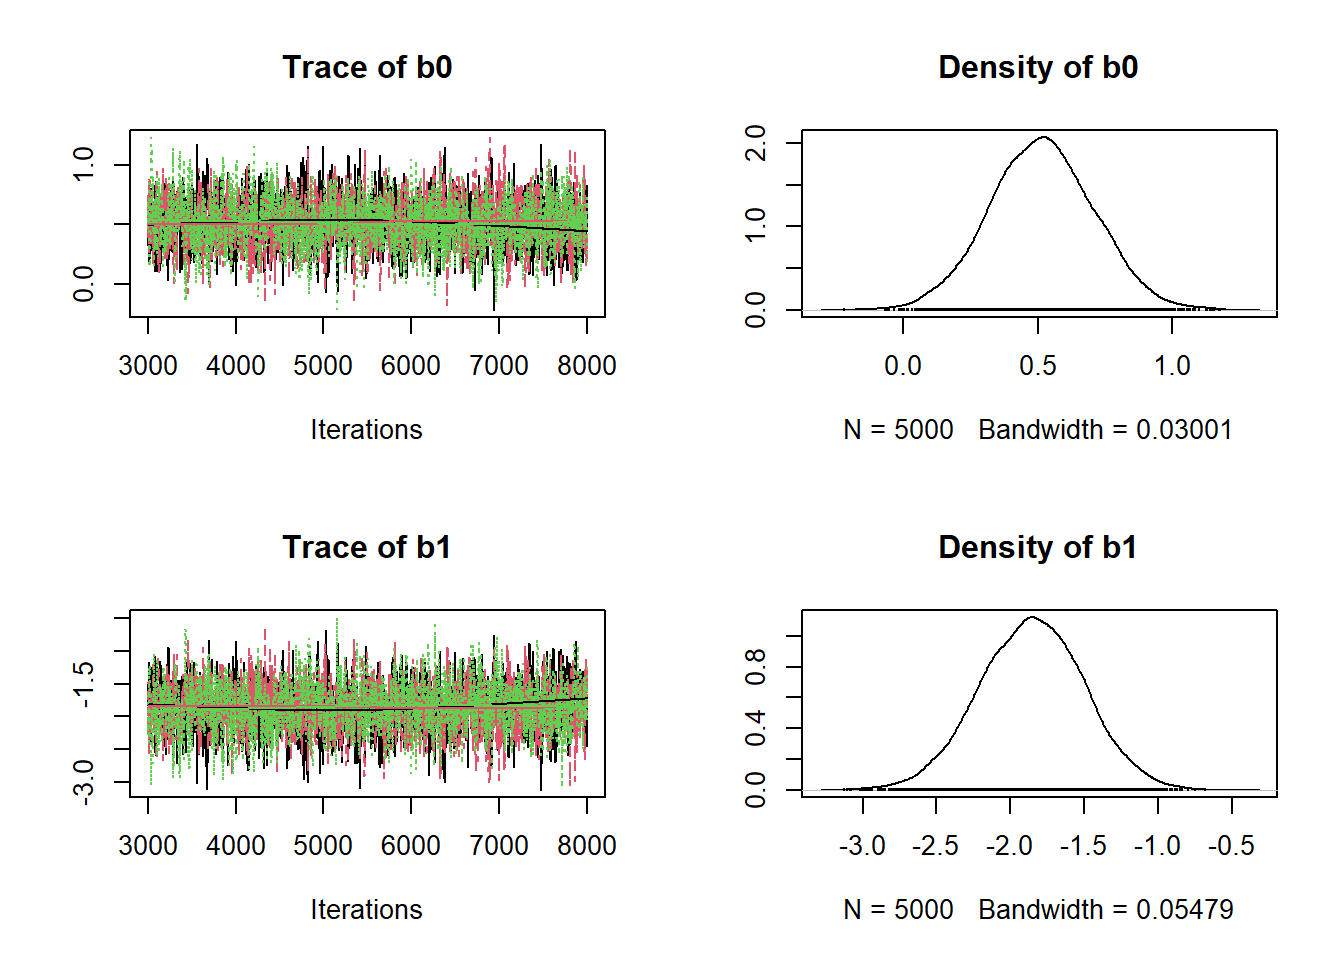 Trace of b0
1.0
0.0
3000 4000 5000 6000 7000 8000
Iterations
Density of b0
2.0
1.0
0.0
0.0 0.5 1.0
N = 5000 Bandwidth = 0.03001
Trace of b1
-1.5
-3.0
3000 4000 5000 6000 7000 8000
Iterations
Density of b1
0.8
0.4
0.0
-3.0 -2.5 -2.0 -1.5 -1.0 -0.5
N = 5000 Bandwidth = 0.05479